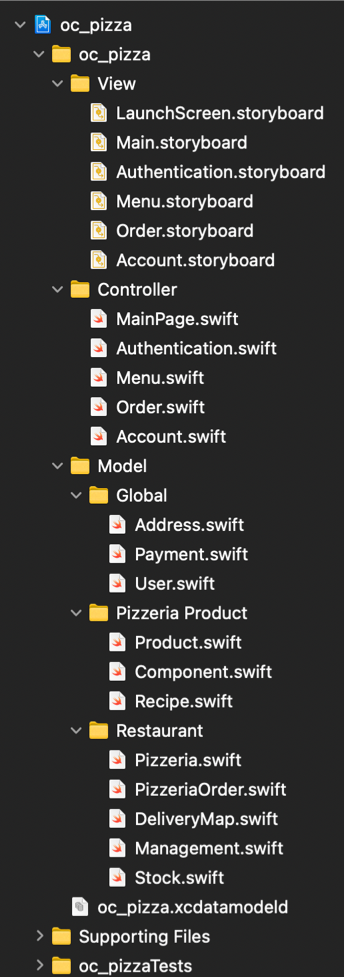 oc_pizza
oc_pizza
View
LaunchScreen.storyboard
Main.storyboard
Authentication.storyboard
Menu.storyboard
Order.storyboard
Account.storyboard
Controller
MainPage.swift
Authentication.swift
Menu.swift
Order.swift
Account.swift
Model
Global
Address.swift
Payment.swift
User.swift
Pizzeria Product
Product.swift
Component.swift
Recipe.swift
Restaurant
Pizzeria.swift
PizzeriaOrder.swift
DeliveryMap.swift
Management.swift
Stock.swift
oc_pizza.xcdatamodeld
Supporting Files
oc_pizzaTests